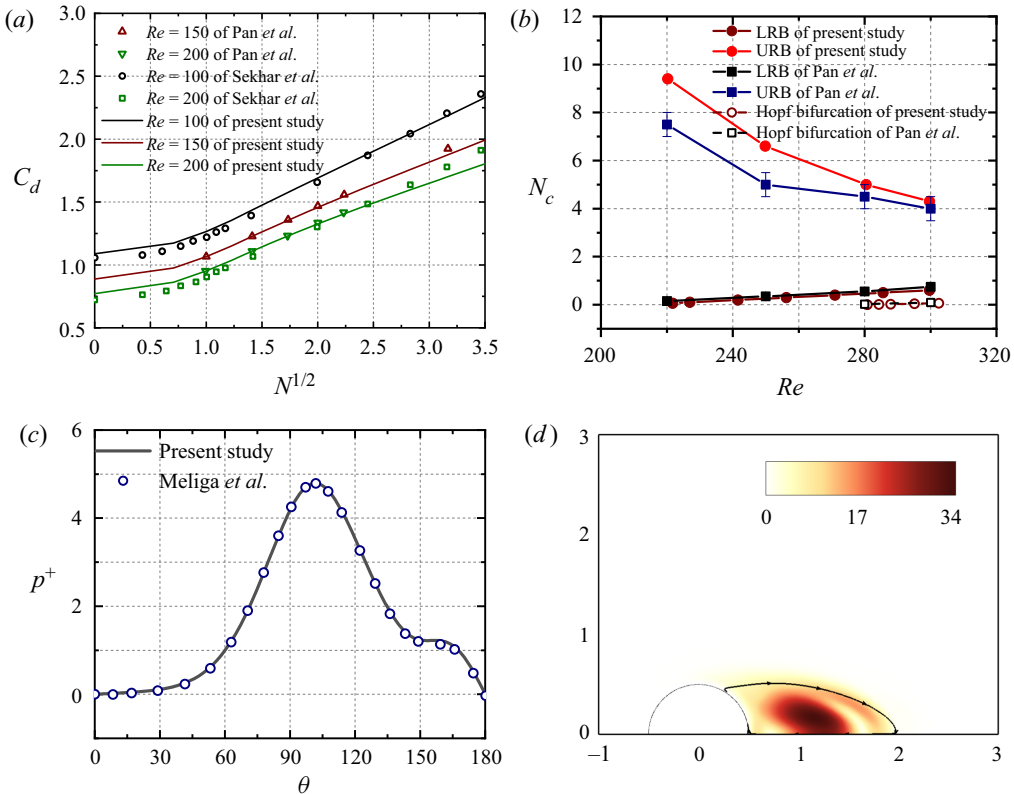 (a)
3.0
2.5
2.0
1.5
1.0
0.5
C_d
Re = 150 of Pan et al.
Re = 200 of Pan et al.
Re = 100 of Sekhar et al.
Re = 200 of Sekhar et al.
Re = 100 of present study
Re = 150 of present study
Re = 200 of present study
0 0.5 1.0 1.5 2.0 2.5 3.0 3.5
N^{1/2}
(b)
12
10
8
6
4
2
0
N_c
LRB of present study
URB of present study
LRB of Pan et al.
URB of Pan et al.
Hopf bifurcation of present study
Hopf bifurcation of Pan et al.
200 240 280 320
Re
(c)
6
4
2
0
p^+
Present study
Meliga et al.
0 30 60 90 120 150 180
θ
(d)
3
2
1
0
0 17 34
−1 0 1 2 3